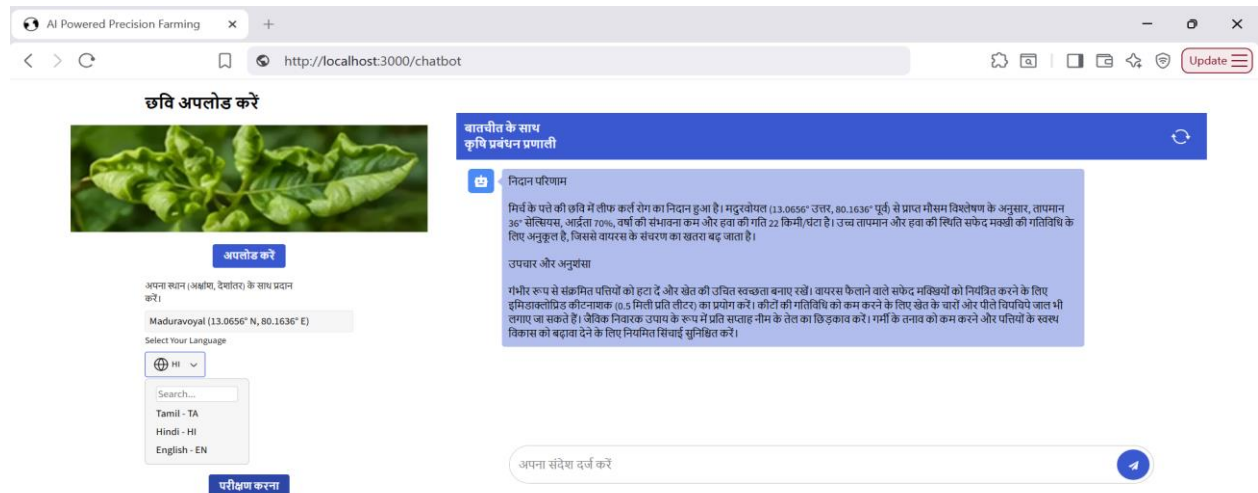 AI Powered Precision Farming
http://localhost:3000/chatbot
Update
छवि अपलोड करें
अपलोड करे
अपना स्थान (अक्षांश, देशांतर) के साथ प्रदान
करें।
Maduravoyal (13.0656° N, 80.1636° E)
Select Your Language
HI
Search...
Tamil - TA
Hindi - HI
English - EN
परीक्षण करना
बातचीत के साथ
कृषि प्रबंधन प्रणाली
निदान परिणाम
मिर्च के पत्ते की छवि में लीफ कर्ल रोग का निदान हुआ है। मदुरवोयल (13.0656° उत्तर, 80.1636° पूर्व) से प्राप्त मौसम विश्लेषण के अनुसार, तापमान
36° सेल्सियस, आर्द्रता 70%, वर्षा की संभावना कम और हवा की गति 22 किमी/घंटा है। उच्च तापमान और हवा की स्थिति सफेद मक्खी की गतिविधि के
लिए अनुकूल है, जिससे वायरस के संचरण का खतरा बढ़ जाता है।
उपचार और अनुशंसा
गंभीर रूप से संक्रमित पत्तियों को हटा दें और खेत की उचित स्वच्छता बनाए रखें। वायरस फैलाने वाले सफेद मक्खियों को नियंत्रित करने के लिए
इमिडाक्लोप्रिड कीटनाशक (0.5 मिली प्रति लीटर) का प्रयोग करें। कीटों की गतिविधि को कम करने के लिए खेत के चारों ओर पीले चिपचिपे जाल भी
लगाए जा सकते हैं। जैविक निवारक उपाय के रूप में प्रति सप्ताह नीम के तेल का छिड़काव करें। गर्मी के तनाव को कम करने और पत्तियों के स्वस्थ
विकास को बढ़ावा देने के लिए नियमित सिंचाई सुनिश्चित करें।
अपना संदेश दर्ज करें